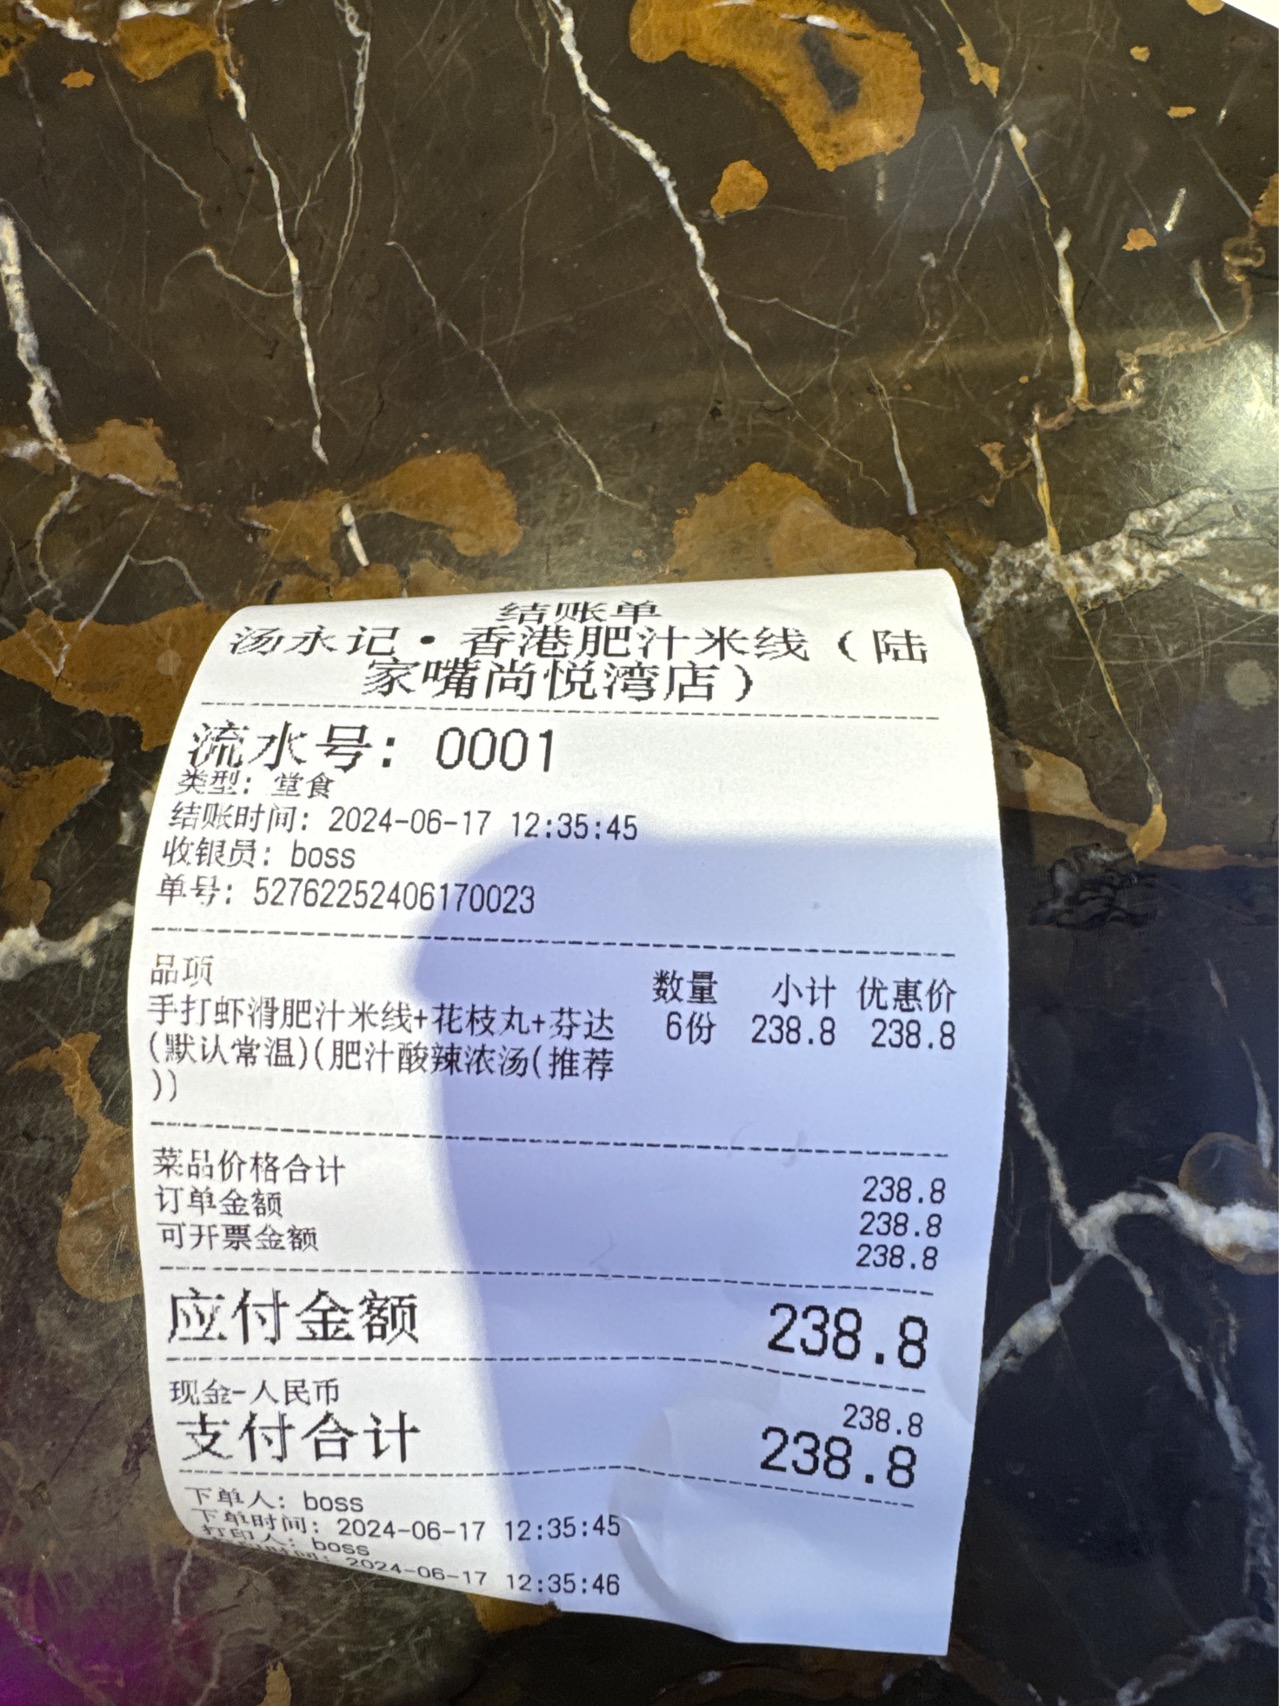 结账单
汤永记·香港肥汁米线（陆
家嘴尚悦湾店）
流水号：0001
类型：堂食
结账时间：2024-06-17 12:35:45
收银员：boss
单号：52762252406170023
品项 数量 小计 优惠价
手打虾滑肥汁米线+花枝丸+芬达 6份 238.8 238.8
(默认常温)(肥汁酸辣浓汤(推荐
))
菜品价格合计 238.8
订单金额 238.8
可开票金额 238.8
应付金额 238.8
现金-人民币 238.8
支付合计 238.8
下单人：boss
下单时间：2024-06-17 12:35:45
打印人：boss
打印时间：2024-06-17 12:35:46